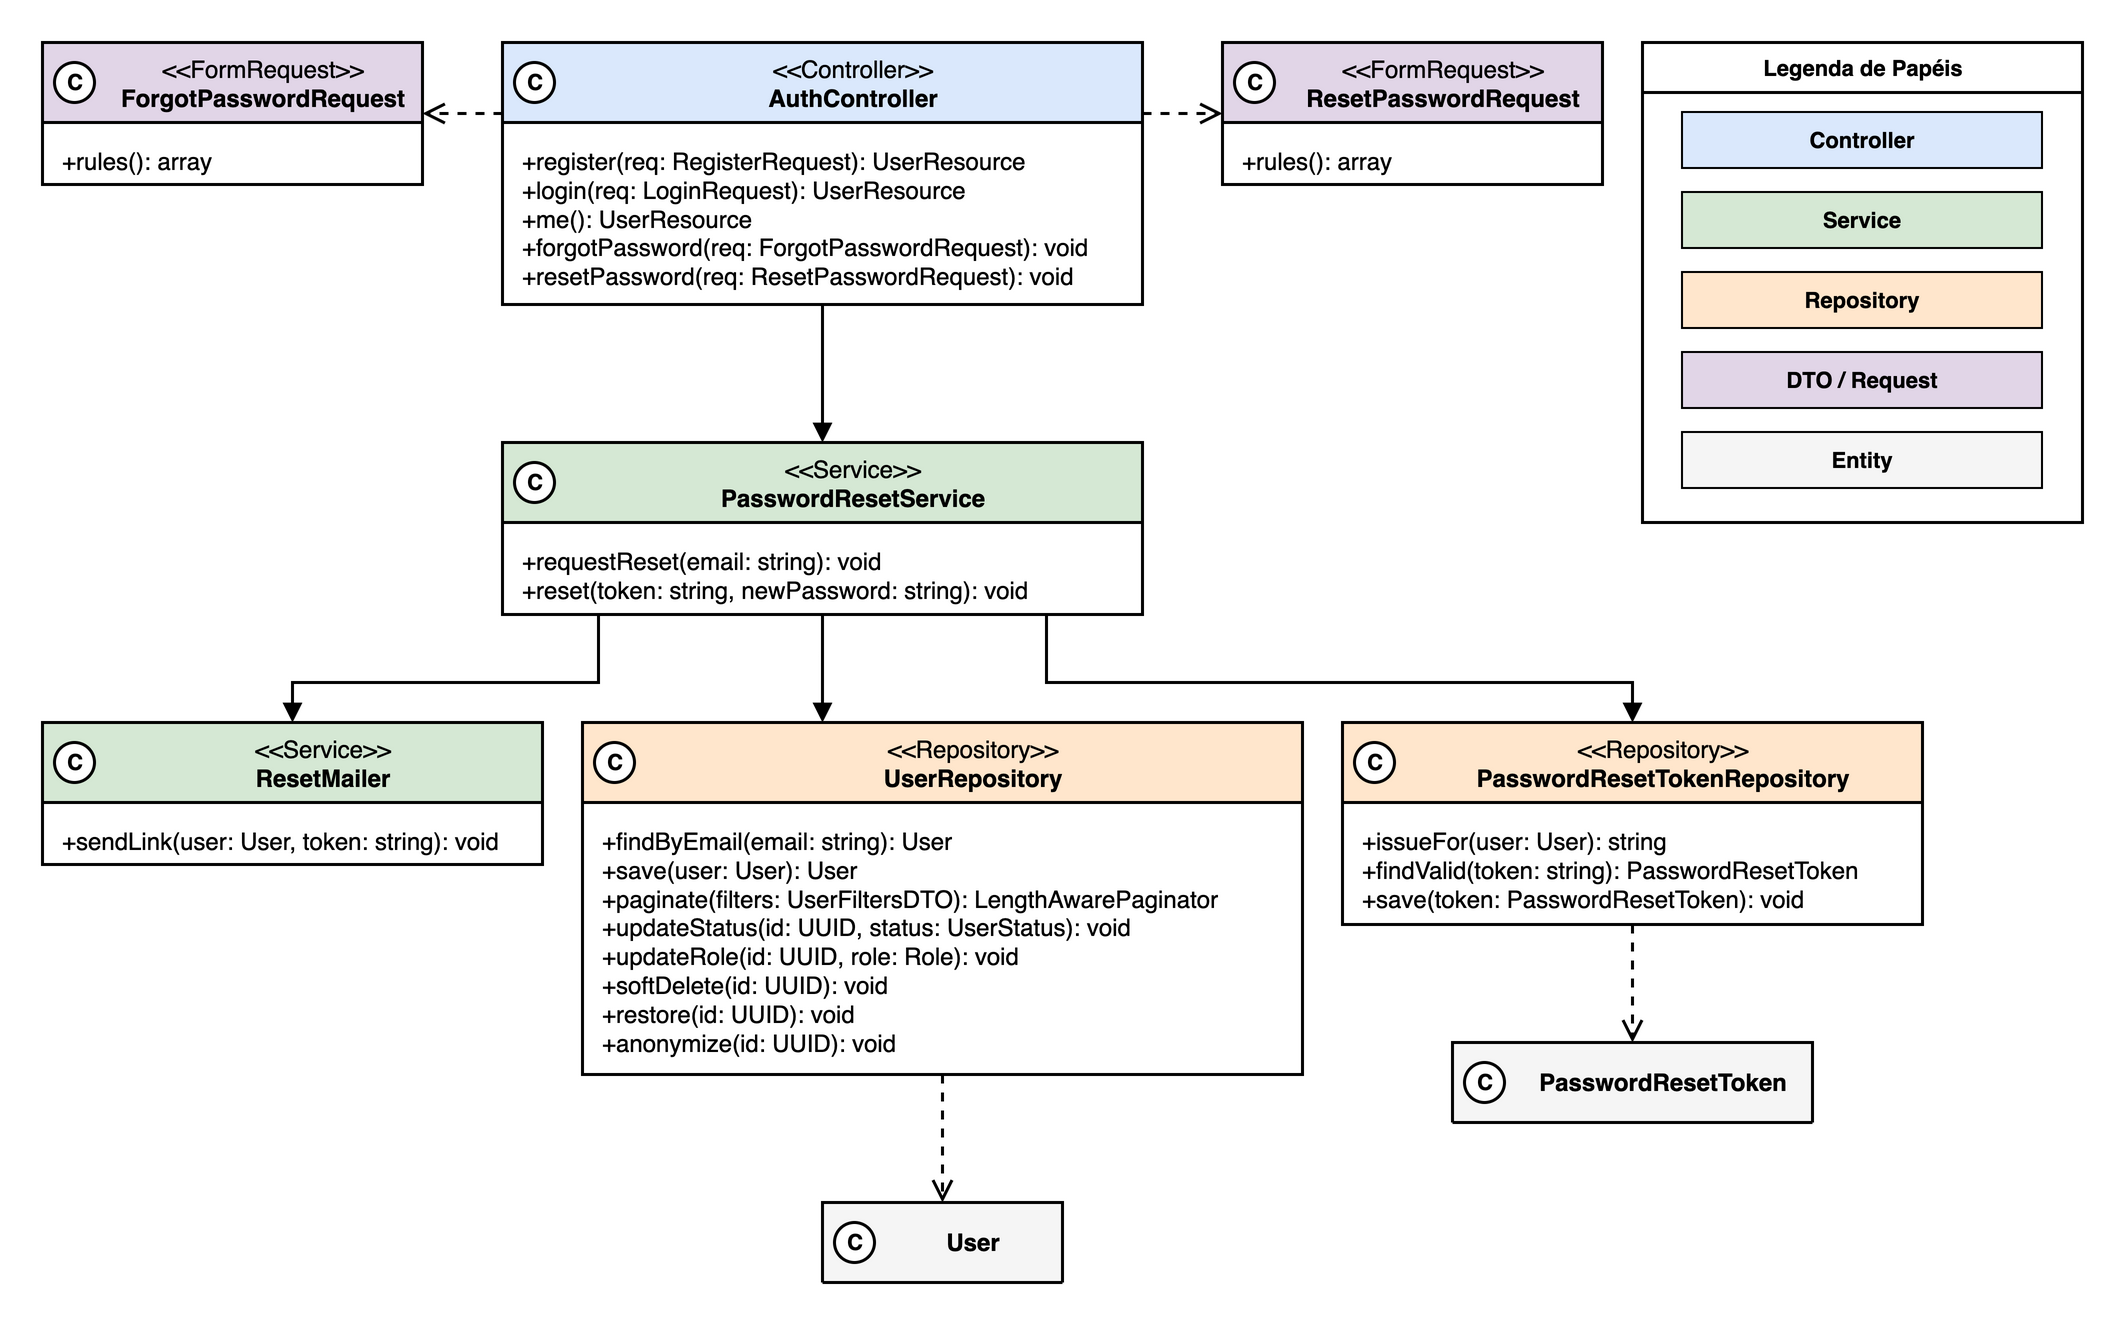 C
<<FormRequest>>
ForgotPasswordRequest
+rules(): array
C
<<Controller>>
AuthController
+register(req: RegisterRequest): UserResource
+login(req: LoginRequest): UserResource
+me(): UserResource
+forgotPassword(req: ForgotPasswordRequest): void
+resetPassword(req: ResetPasswordRequest): void
C
<<FormRequest>>
ResetPasswordRequest
+rules(): array
Legenda de Papéis
Controller
Service
Repository
DTO / Request
Entity
C
<<Service>>
PasswordResetService
+requestReset(email: string): void
+reset(token: string, newPassword: string): void
C
<<Service>>
ResetMailer
+sendLink(user: User, token: string): void
C
<<Repository>>
UserRepository
+findByEmail(email: string): User
+save(user: User): User
+paginate(filters: UserFiltersDTO): LengthAwarePaginator
+updateStatus(id: UUID, status: UserStatus): void
+updateRole(id: UUID, role: Role): void
+softDelete(id: UUID): void
+restore(id: UUID): void
+anonymize(id: UUID): void
C
<<Repository>>
PasswordResetTokenRepository
+issueFor(user: User): string
+findValid(token: string): PasswordResetToken
+save(token: PasswordResetToken): void
C
PasswordResetToken
C
User